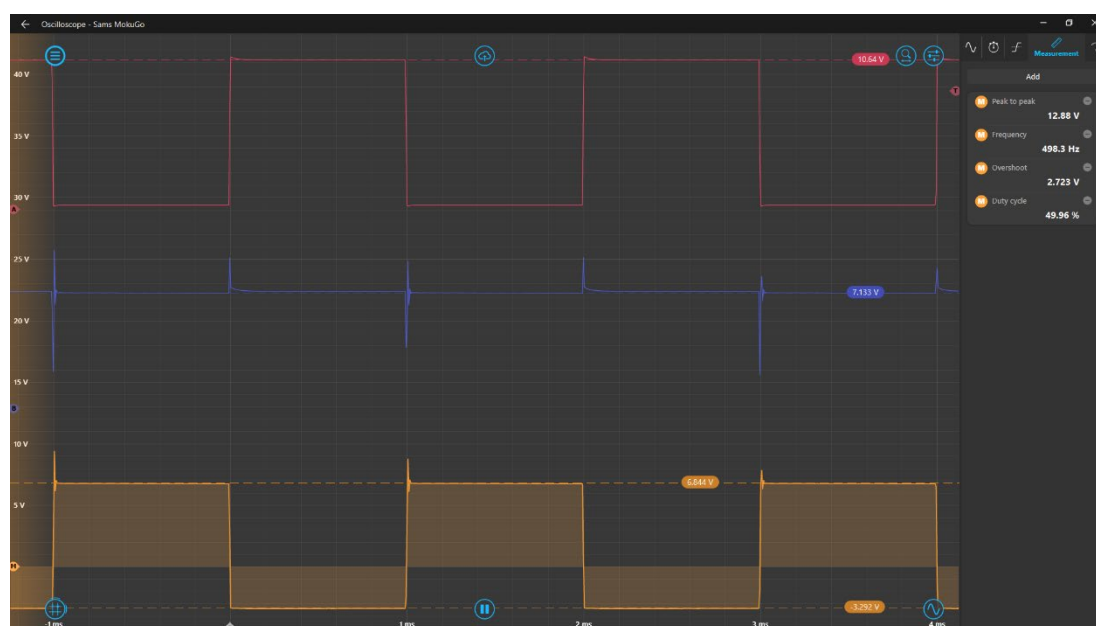 Oscilloscope - Sams MokuGo
Measurement
Add
10.64 V
40 V
T
M Peak to peak
12.88 V
M Frequency
498.3 Hz
M Overshoot
2.723 V
M Duty cycle
49.96 %
35 V
30 V
A
25 V
7.133 V
20 V
15 V
B
10 V
6.844 V
5 V
M
-3.292 V
-1 ms
1 ms
2 ms
3 ms
4 ms